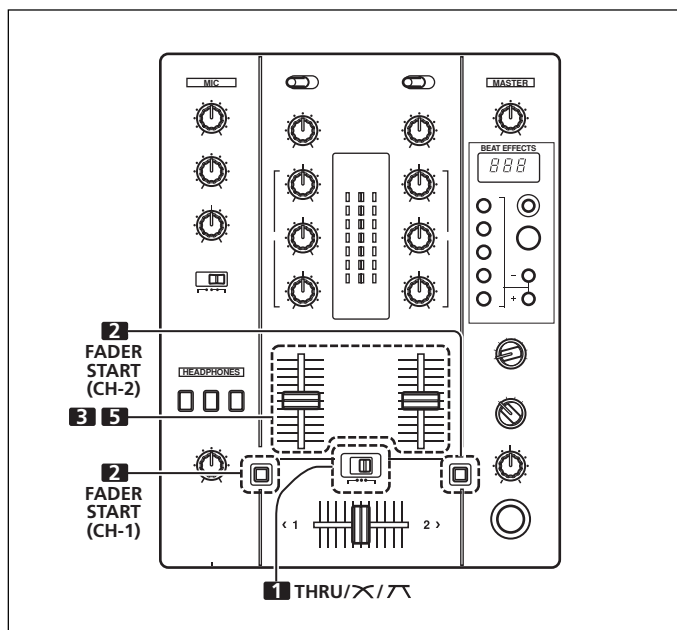 MIC
MASTER
BEAT EFFECTS
888
−
+
2
FADER
START
(CH-2)
HEADPHONES
3 5
2
FADER
START
(CH-1)
‹ 1
2 ›
1 THRU/